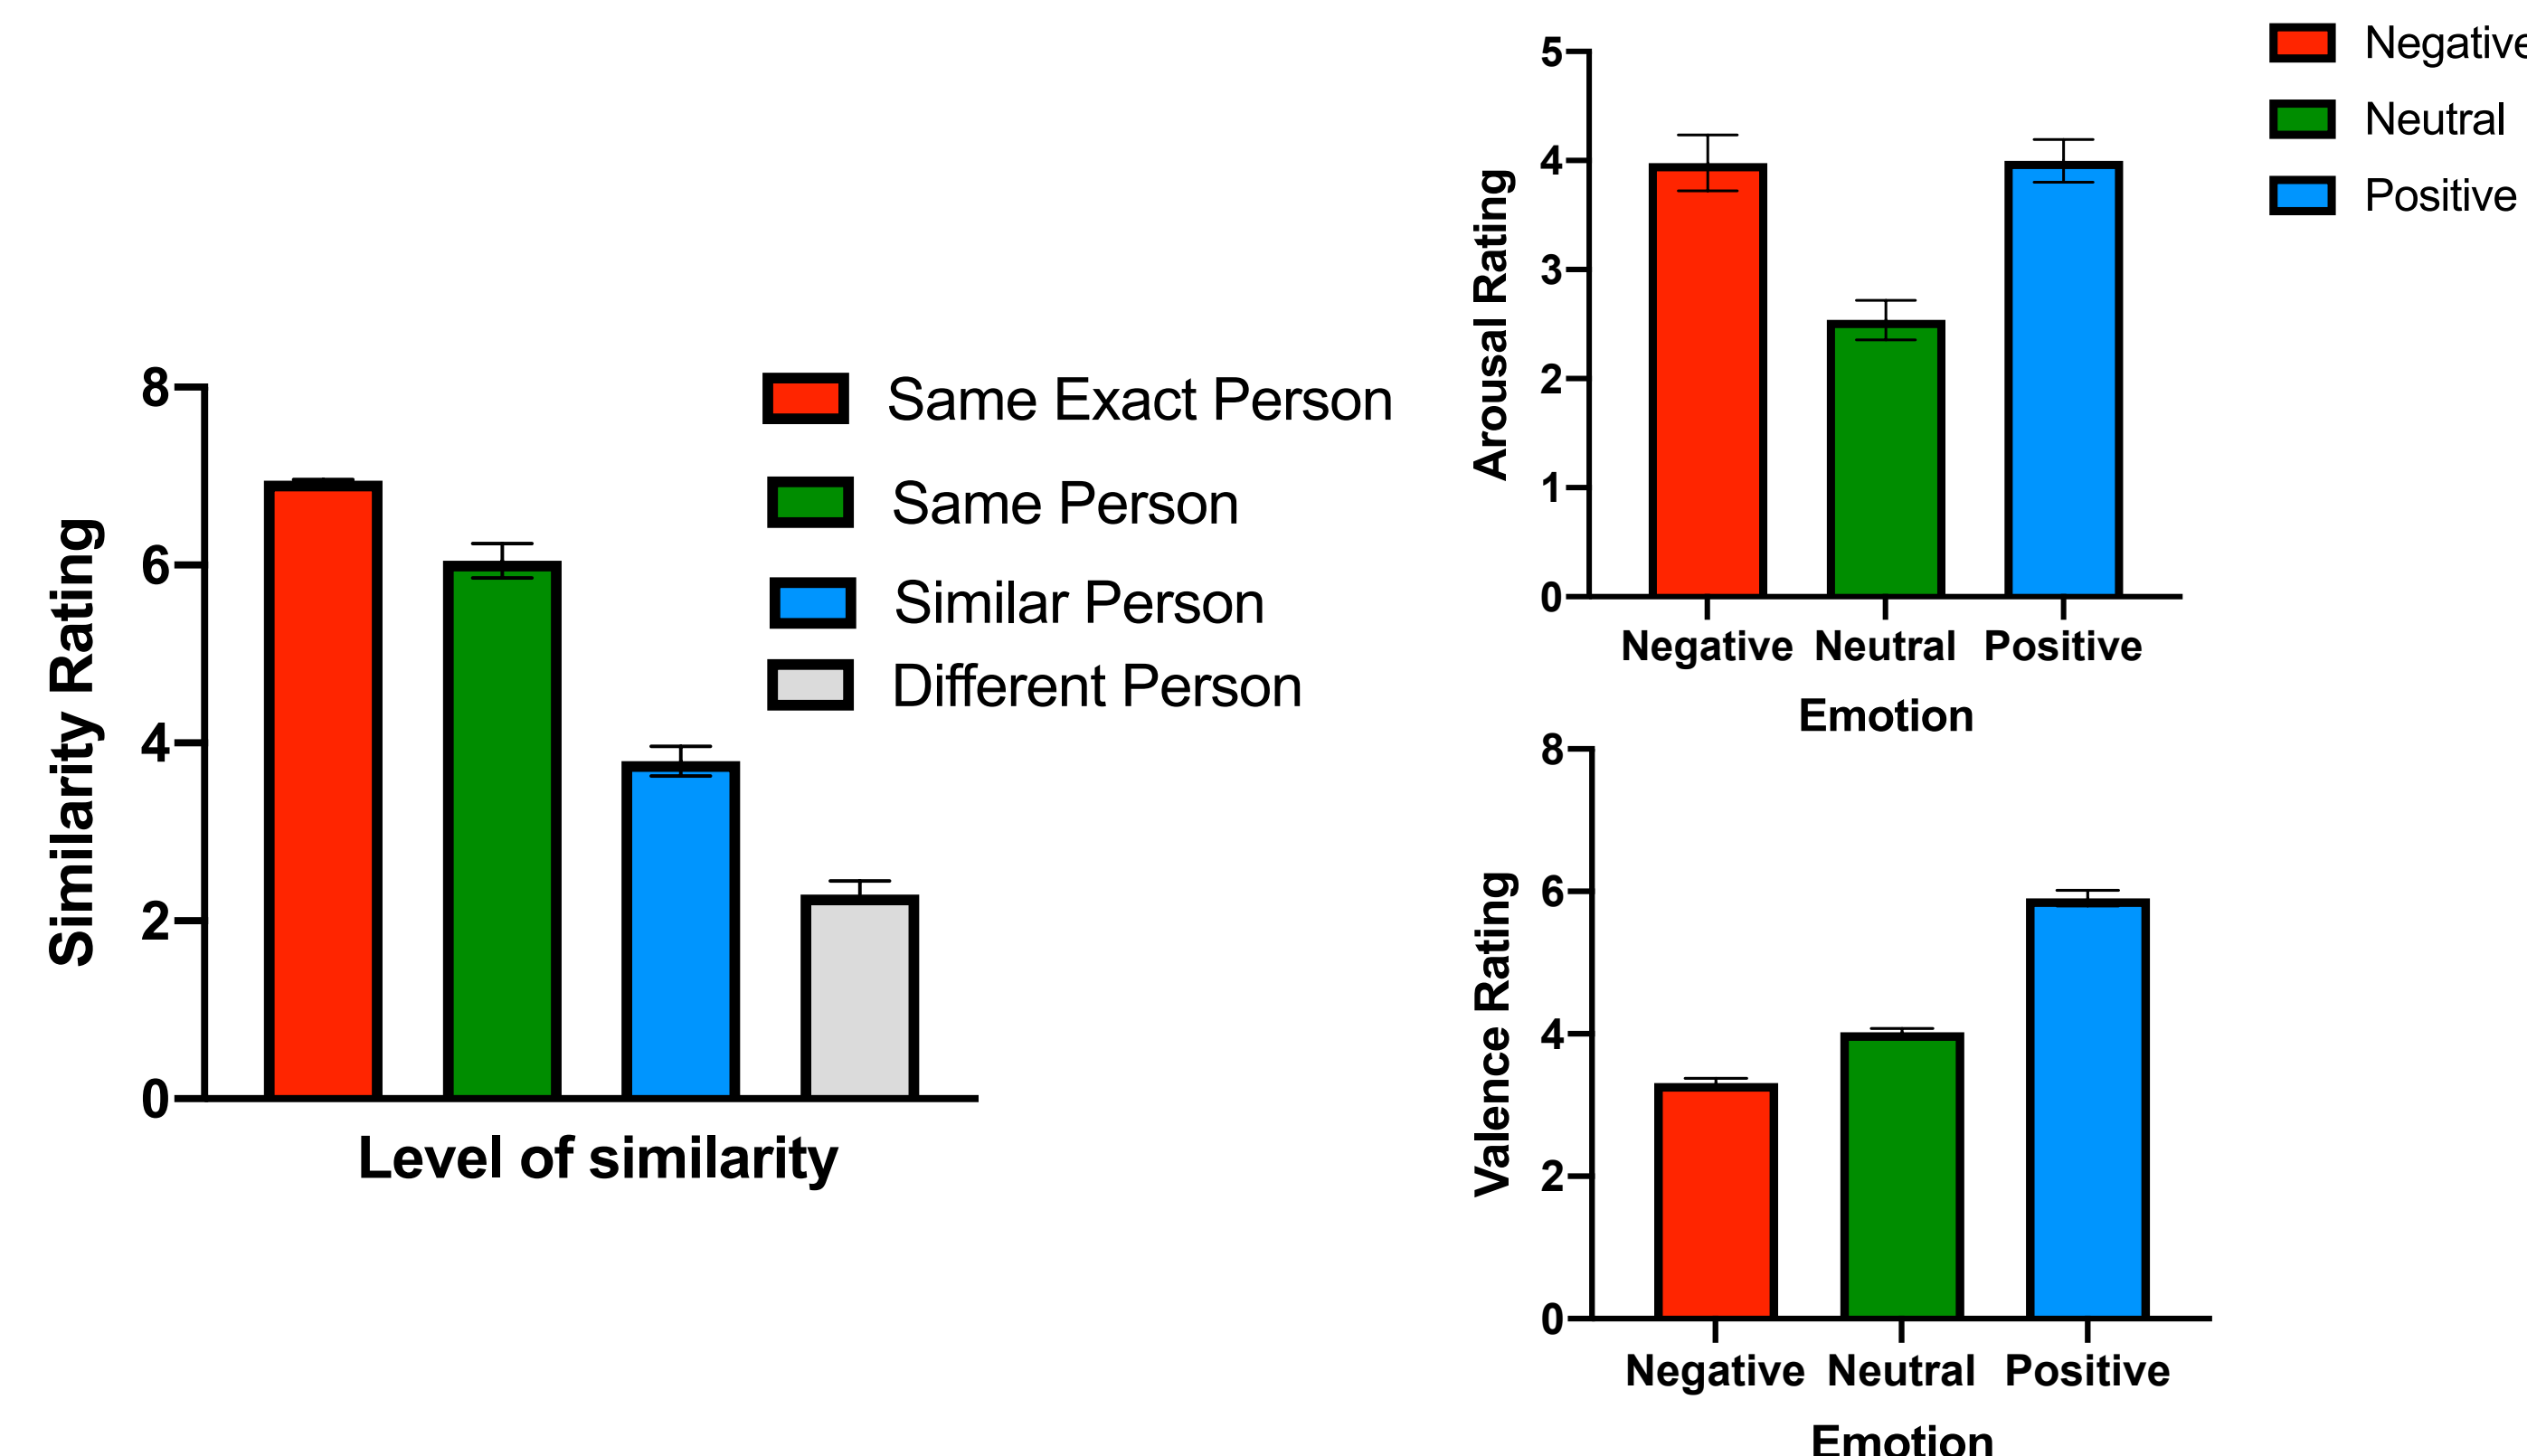 8
6
4
2
0
Similarity Rating
Level of similarity
Same Exact Person
Same Person
Similar Person
Different Person
5
4
3
2
1
0
Arousal Rating
Negative Neutral Positive
Emotion
Negative
Neutral
Positive
8
6
4
2
0
Valence Rating
Negative Neutral Positive
Emotion